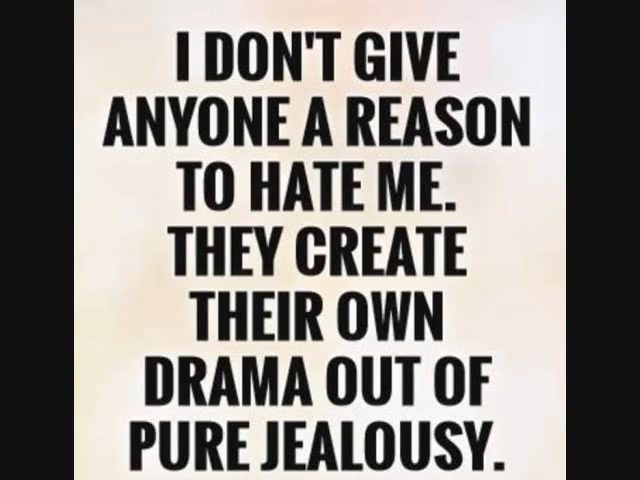 I DON'T GIVE
ANYONE A REASON
TO HATE ME.
THEY CREATE
THEIR OWN
DRAMA OUT OF
PURE JEALOUSY.